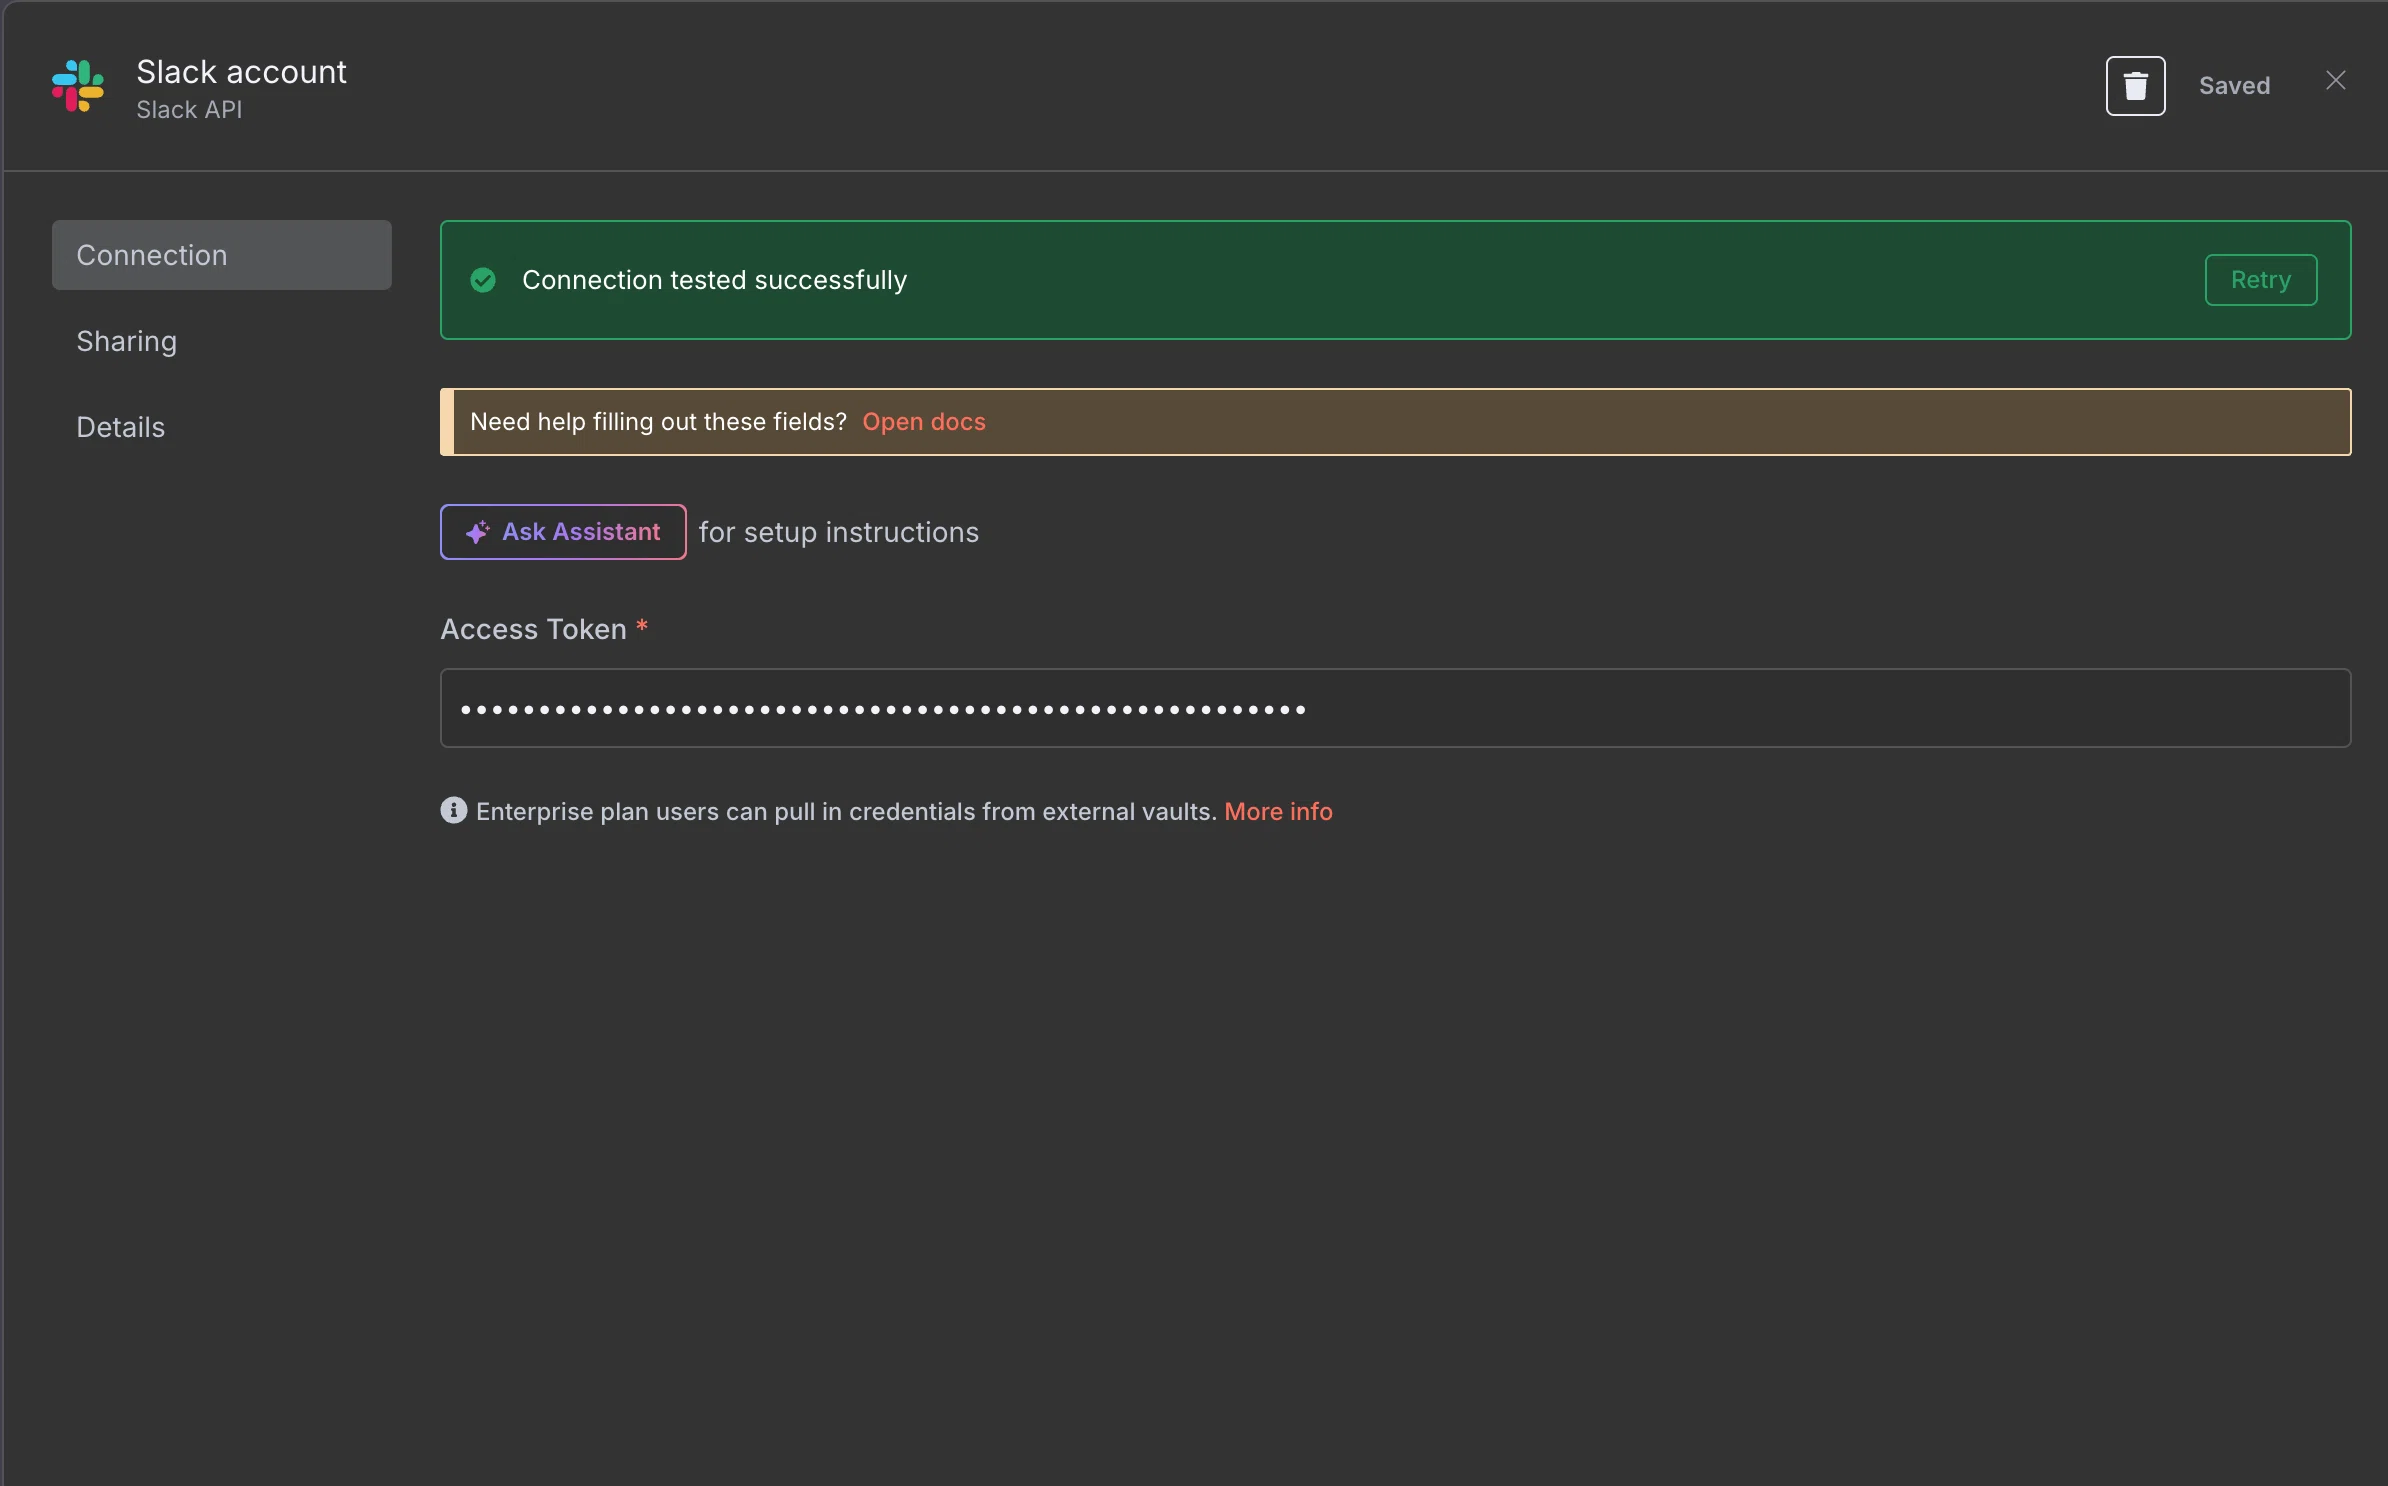 Slack account
Slack API
Saved
Connection
Sharing
Details
Connection tested successfully
Retry
Need help filling out these fields? Open docs
Ask Assistant for setup instructions
Access Token *
••••••••••••••••••••••••••••••••••••••••••••••••••••••
Enterprise plan users can pull in credentials from external vaults. More info